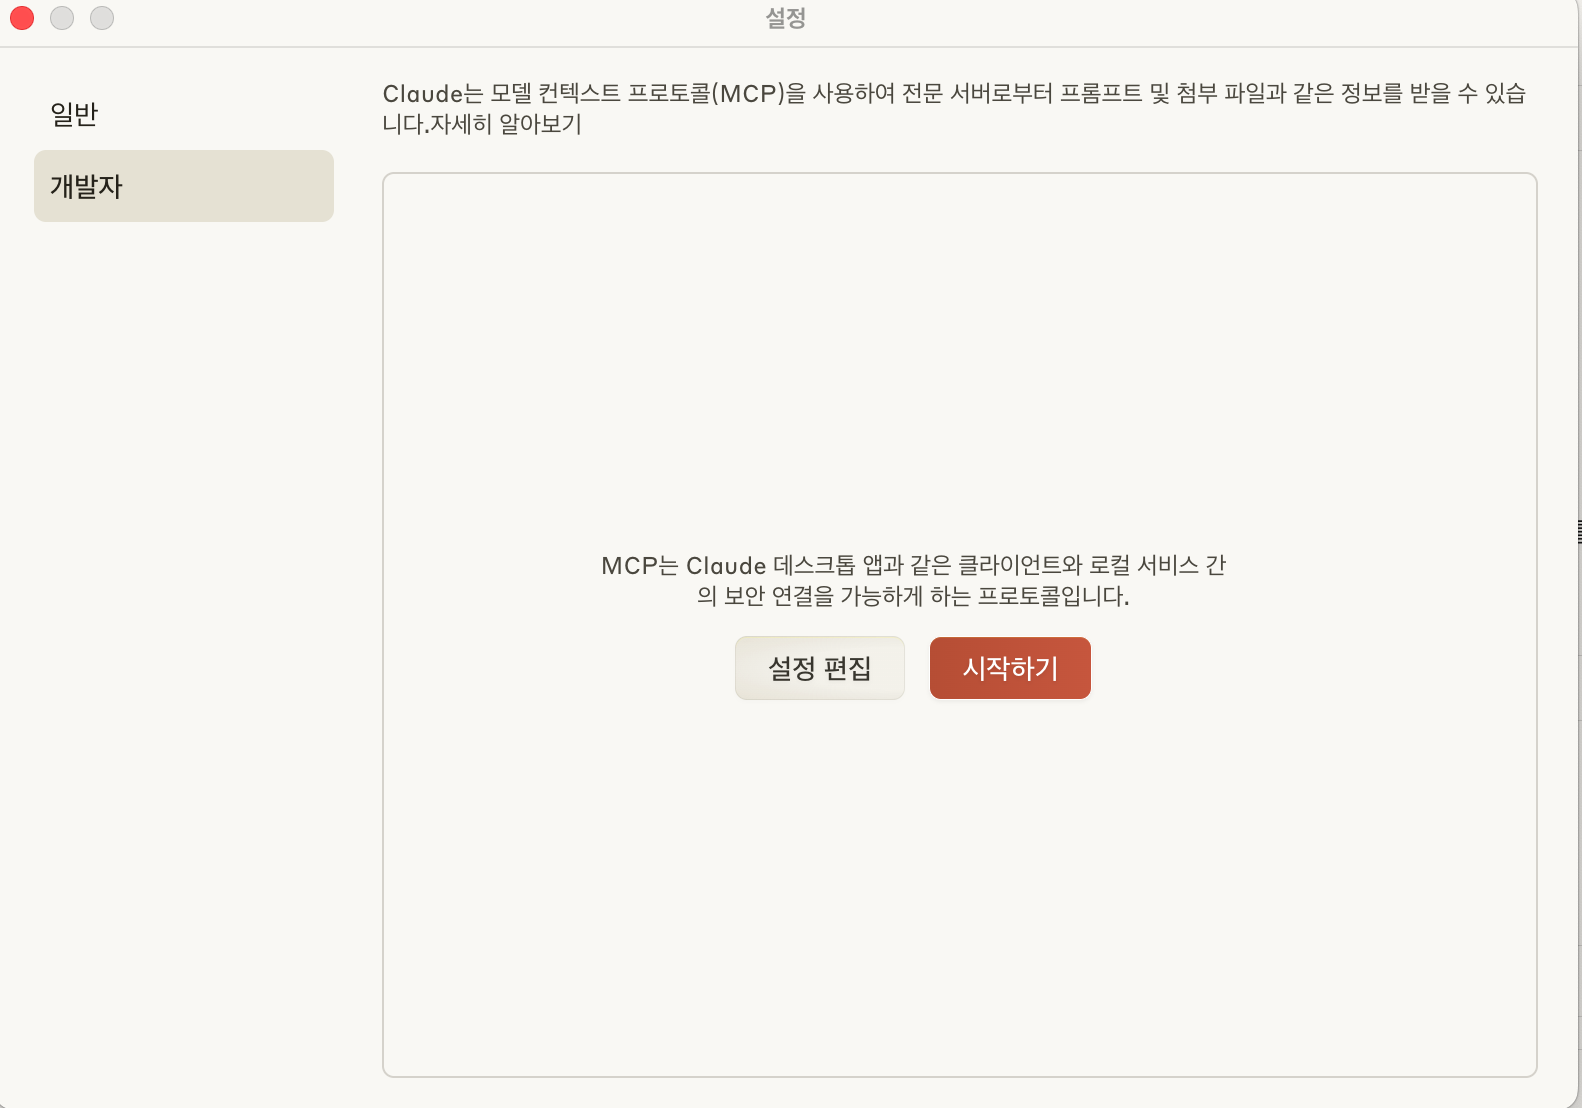 설정
일반
개발자
Claude는 모델 컨텍스트 프로토콜(MCP)을 사용하여 전문 서버로부터 프롬프트 및 첨부 파일과 같은 정보를 받을 수 있습
니다.자세히 알아보기
MCP는 Claude 데스크톱 앱과 같은 클라이언트와 로컬 서비스 간
의 보안 연결을 가능하게 하는 프로토콜입니다.
설정 편집
시작하기